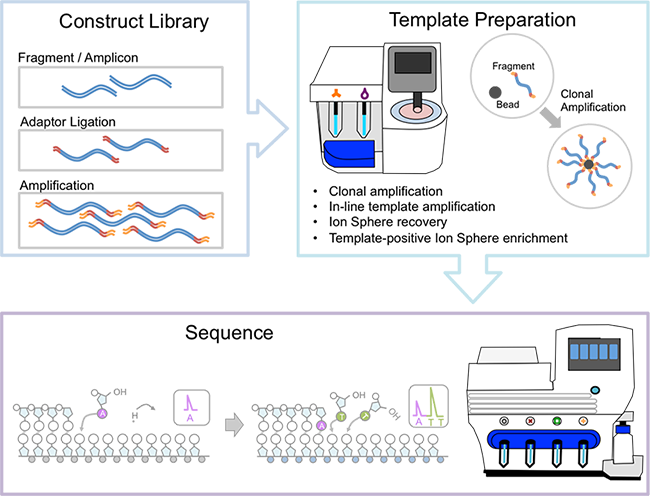 Construct Library
Fragment / Amplicon
Adaptor Ligation
Amplification
Template Preparation
Fragment
Bead
Clonal
Amplification
• Clonal amplification
• In-line template amplification
• Ion Sphere recovery
• Template-positive Ion Sphere enrichment
Sequence
OH
A
H
A
OH
T
T
OH
A
A T T